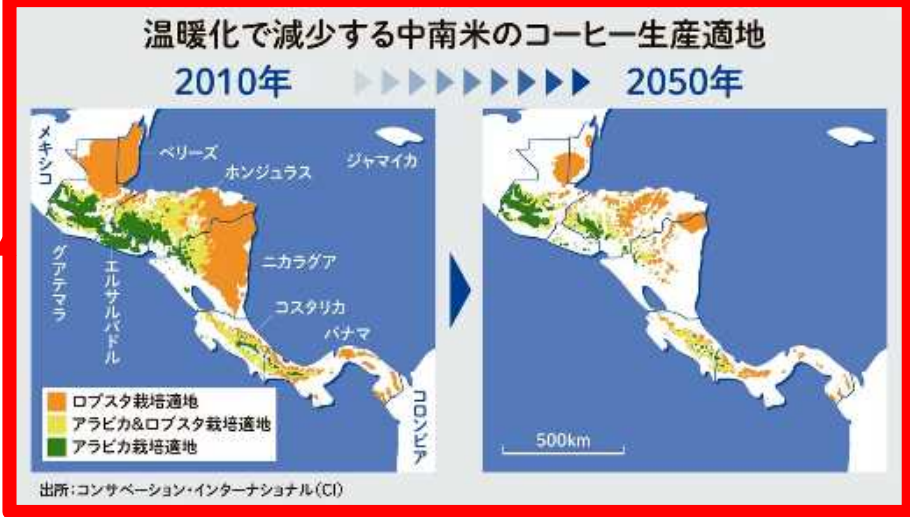 温暖化で減少する中南米のコーヒー生産適地
2010年
2050年
メキシコ
ベリーズ
ホンジュラス
ジャマイカ
グアテマラ
エルサルバドル
ニカラグア
コスタリカ
パナマ
コロンビア
ロブスタ栽培適地
アラビカ&ロブスタ栽培適地
アラビカ栽培適地
500km
出所:コンサベーション・インターナショナル(CI)